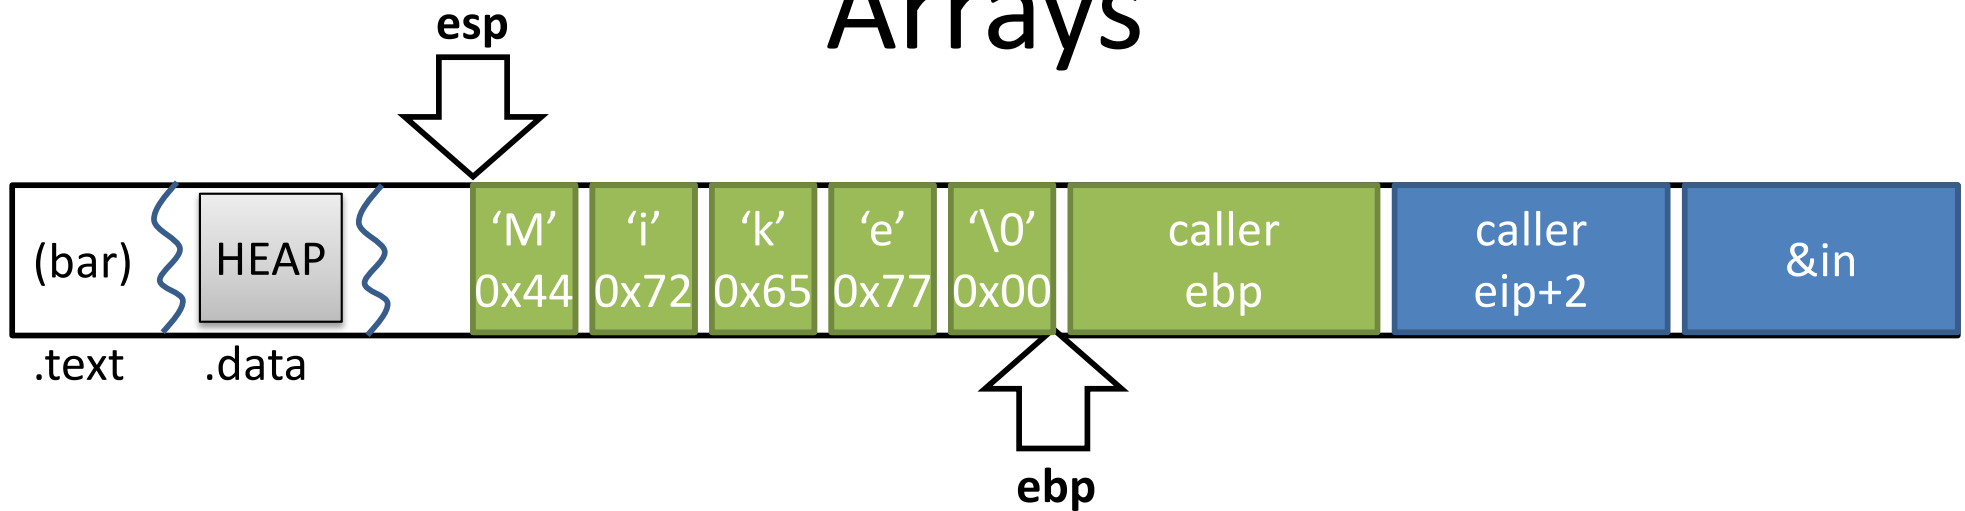 Arrays
esp
(bar)
HEAP
‘M’
0x44
‘i’
0x72
‘k’
0x65
‘e’
0x77
‘\0’
0x00
caller
ebp
caller
eip+2
&in
.text
.data
ebp